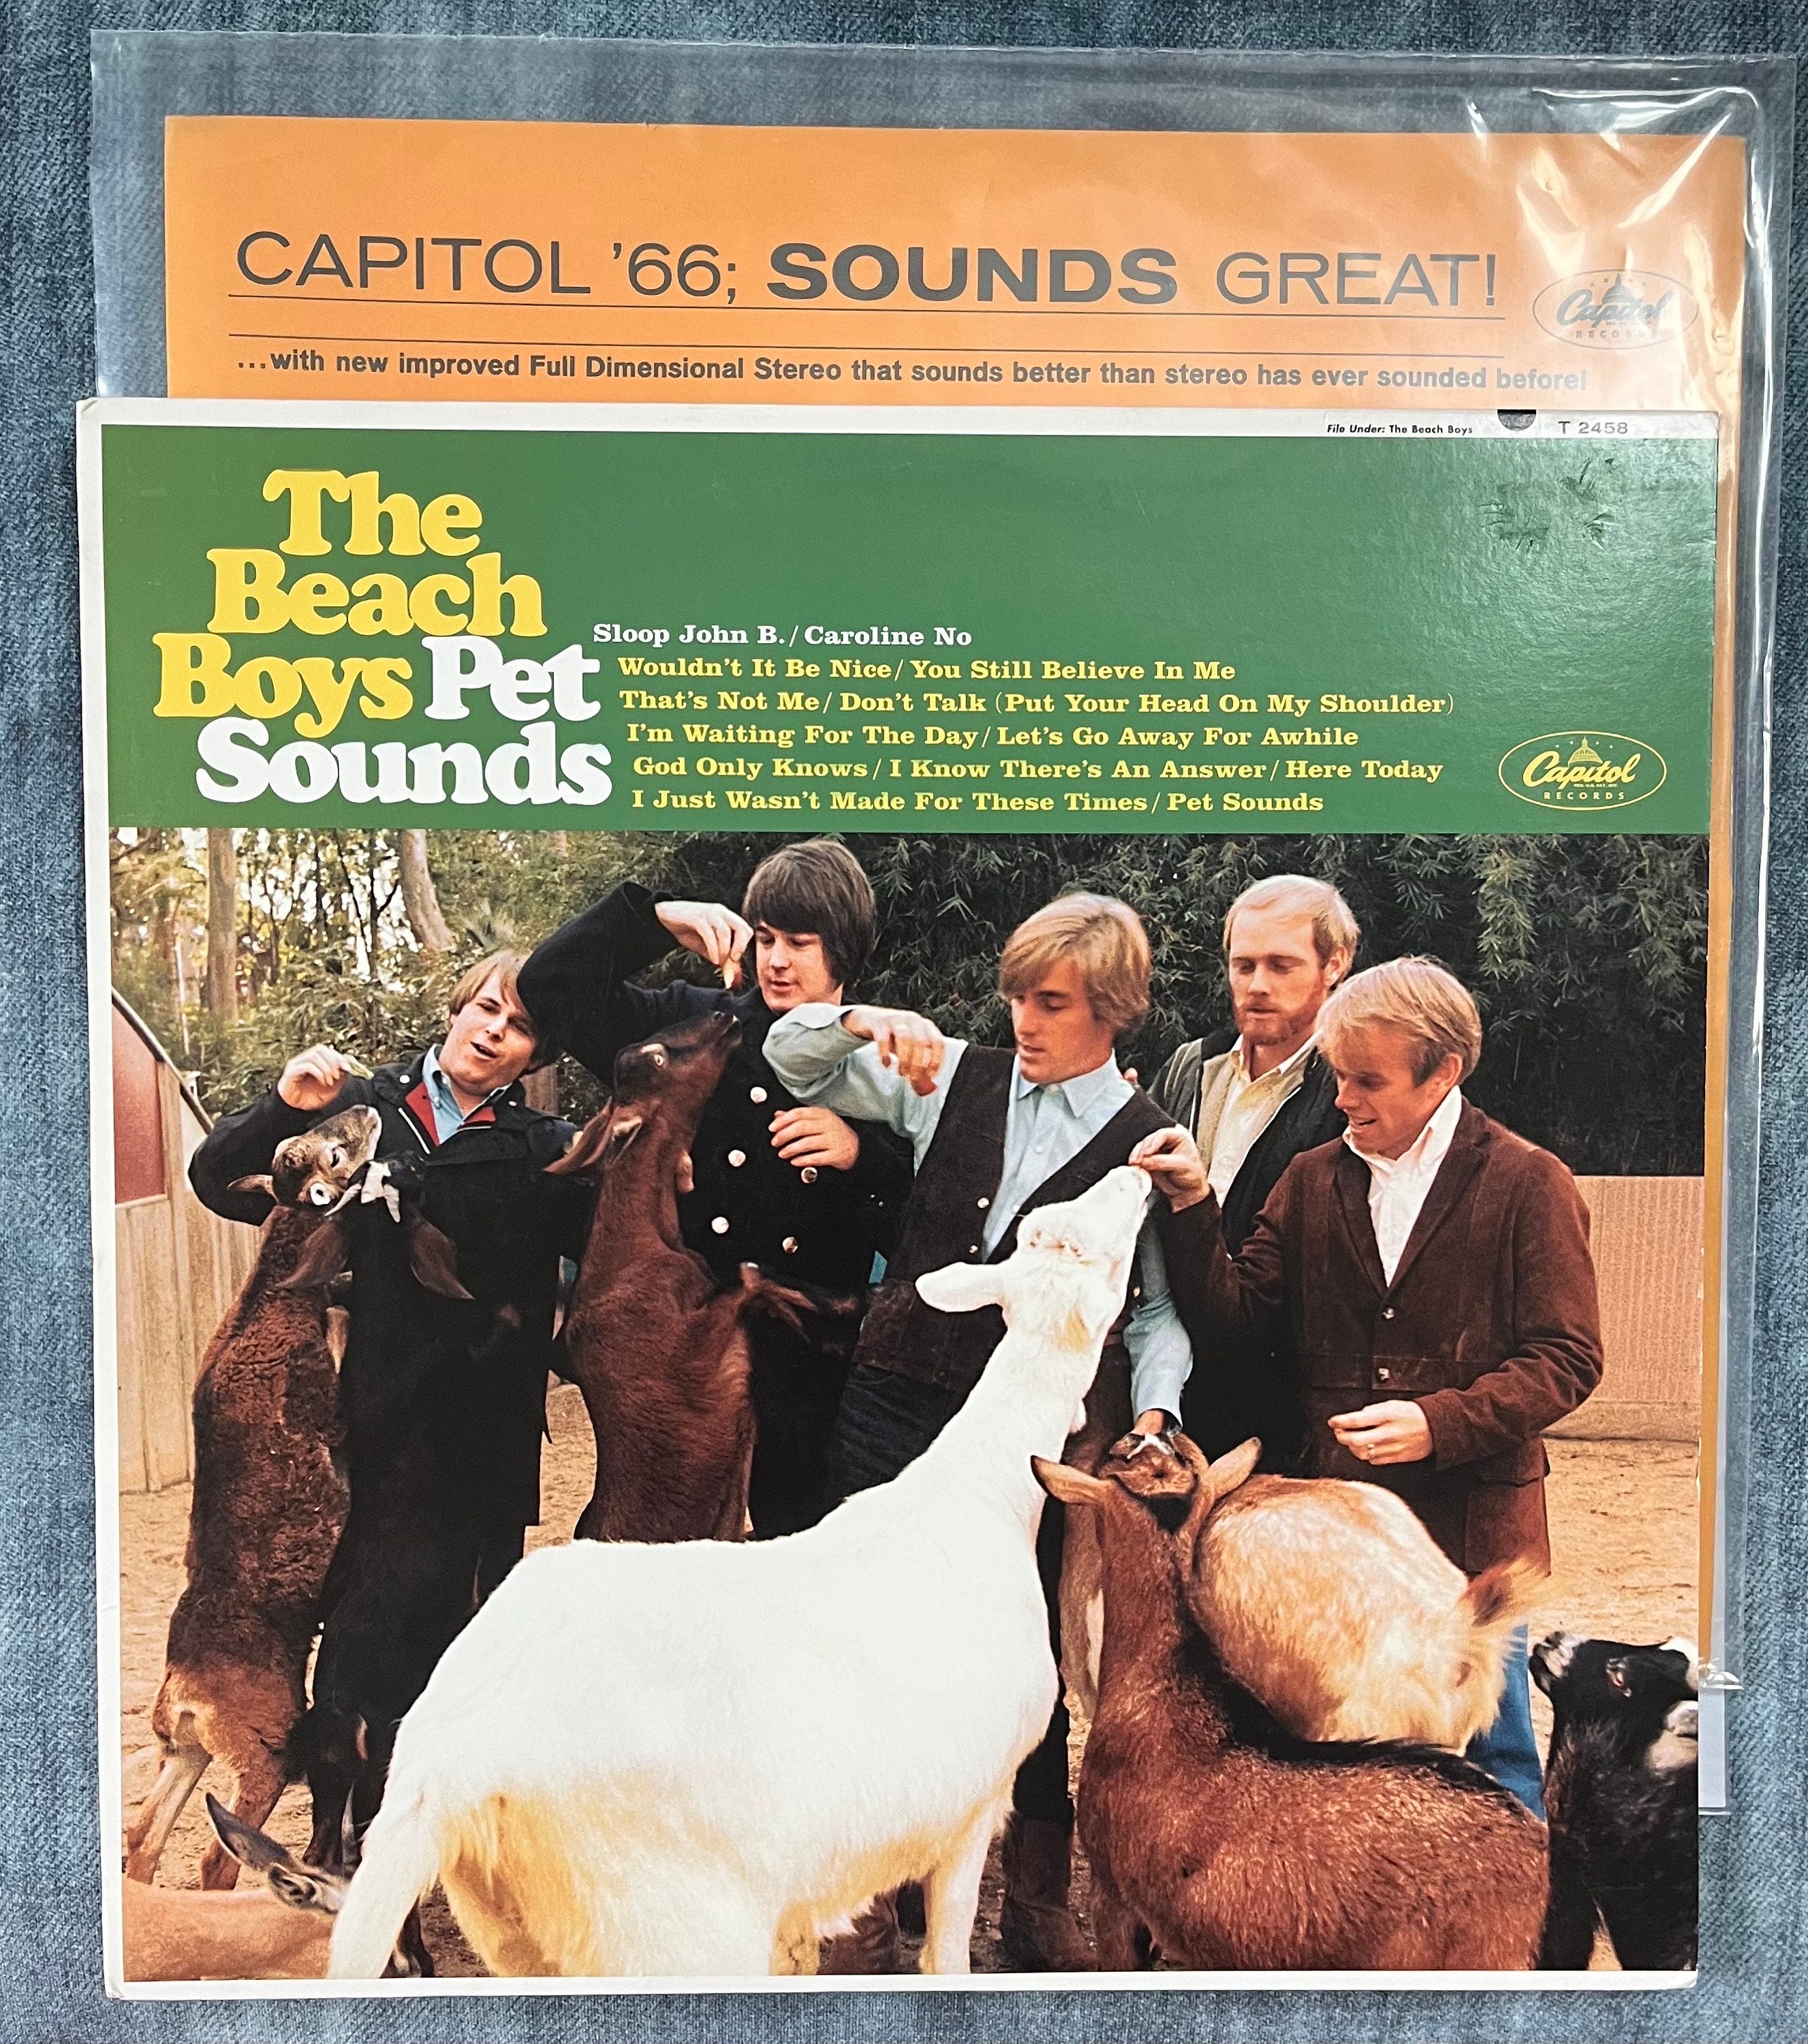 CAPITOL '66; SOUNDS GREAT!
Capitol
RECORDS
...with new improved Full Dimensional Stereo that sounds better than stereo has ever sounded before!
File Under: The Beach Boys
T 2458
The
Beach
Boys Pet
Sounds
Sloop John B./Caroline No
Wouldn't It Be Nice/You Still Believe In Me
That's Not Me/Don't Talk (Put Your Head On My Shoulder)
I'm Waiting For The Day/Let's Go Away For Awhile
God Only Knows/I Know There's An Answer/Here Today
I Just Wasn't Made For These Times/Pet Sounds
Capitol
RECORDS